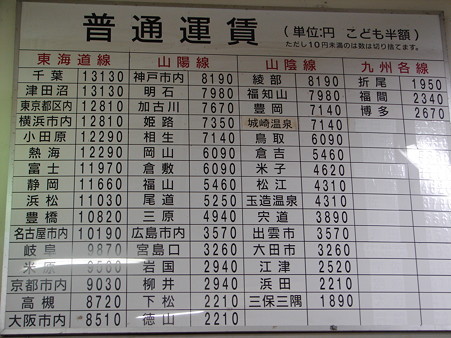 普通運賃
(単位:円 こども半額)
ただし10円未満のは数は切り捨てます。
東海道線 山陽線 山陰線 九州各線
千葉 13130 神戸市内 8190 綾部 8190 折尾 1950
津田沼 13130 明石 7980 福知山 7980 福間 2340
東京都区内 12810 加古川 7670 豊岡 7140 博多 2670
横浜市内 12810 姫路 7350 城崎温泉 7140
小田原 12290 相生 7140 鳥取 6090
熱海 12290 岡山 6090 倉吉 5460
富士 11970 倉敷 6090 米子 4620
静岡 11660 福山 5460 松江 4310
浜松 11030 尾道 5250 玉造温泉 4310
豊橋 10820 三原 4940 宍道 3890
名古屋市内 10190 広島市内 3570 出雲市 3570
岐阜 9870 宮島口 3260 大田市 3260
米原 岩国 2940 江津 2520
京都市内 9030 柳井 2940 浜田 2210
高槻 8720 下松 2210 三保三隅 1890
大阪市内 8510 徳山 2210